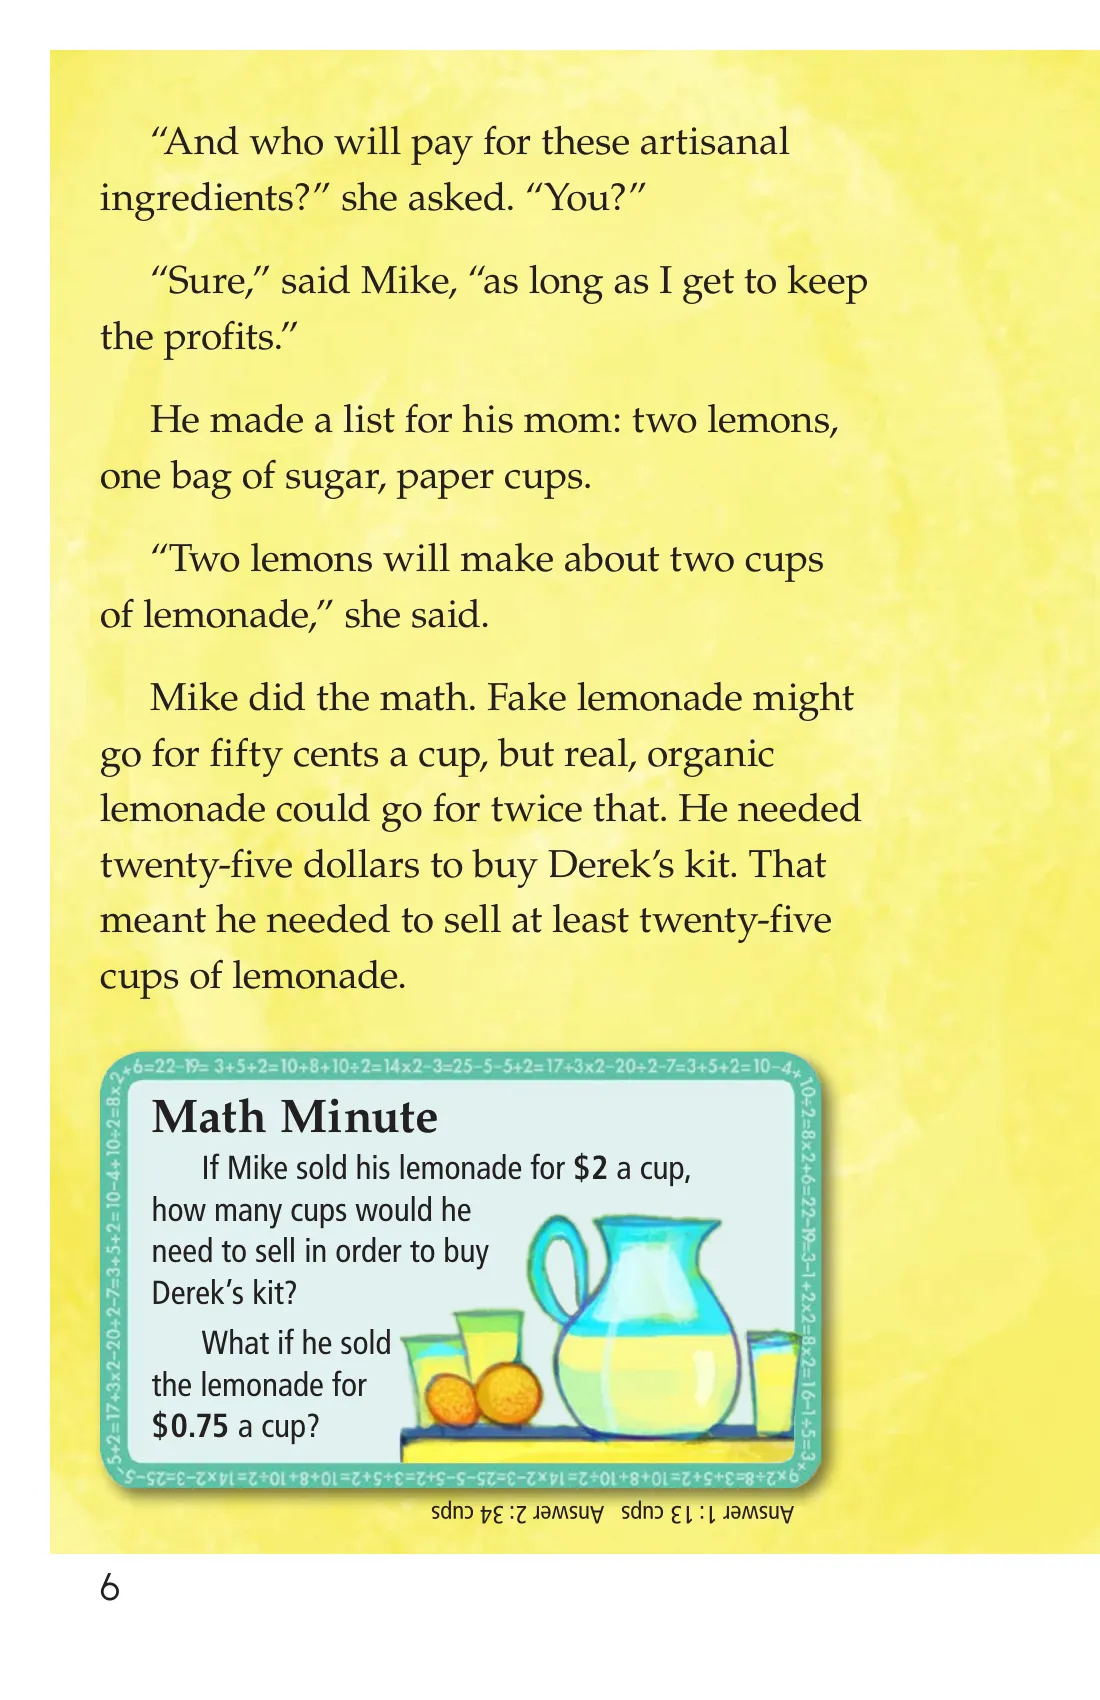 “And who will pay for these artisanal
ingredients?” she asked. “You?”
“Sure,” said Mike, “as long as I get to keep
the profits.”
He made a list for his mom: two lemons,
one bag of sugar, paper cups.
“Two lemons will make about two cups
of lemonade,” she said.
Mike did the math. Fake lemonade might
go for fifty cents a cup, but real, organic
lemonade could go for twice that. He needed
twenty-five dollars to buy Derek’s kit. That
meant he needed to sell at least twenty-five
cups of lemonade.
+6=22-19= 3+5+2=10+8+10÷2=14x2-3=25-5-5+2=17+3x2-20÷2-7=3+5+2=10-4+
Math Minute
If Mike sold his lemonade for $2 a cup,
how many cups would he
need to sell in order to buy
Derek’s kit?
What if he sold
the lemonade for
$0.75 a cup?
Answer 1: 13 cups Answer 2: 34 cups
6